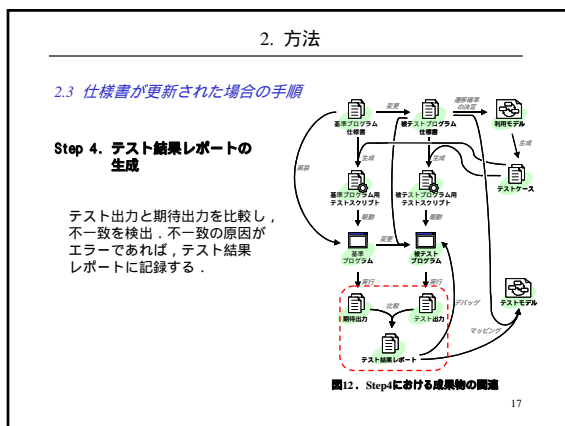 2. 方法
2.3 仕様書が更新された場合の手順
Step 4. テスト結果レポートの
生成
テスト出力と期待出力を比較し,
不一致を検出.不一致の原因が
エラーであれば,テスト結果
レポートに記録する.
変更
遷移確率
の決定
基準プログラム
仕様書
被テストプログラム
仕様書
利用モデル
生成
生成
生成
実装
テストケース
基準プログラム用
テストスクリプト
被テストプログラム用
テストスクリプト
駆動
駆動
変更
基準
プログラム
被テスト
プログラム
実行
実行
デバッグ
テストモデル
期待出力
比較
テスト出力
マッピング
テスト結果レポート
図12. Step4における成果物の関連
17